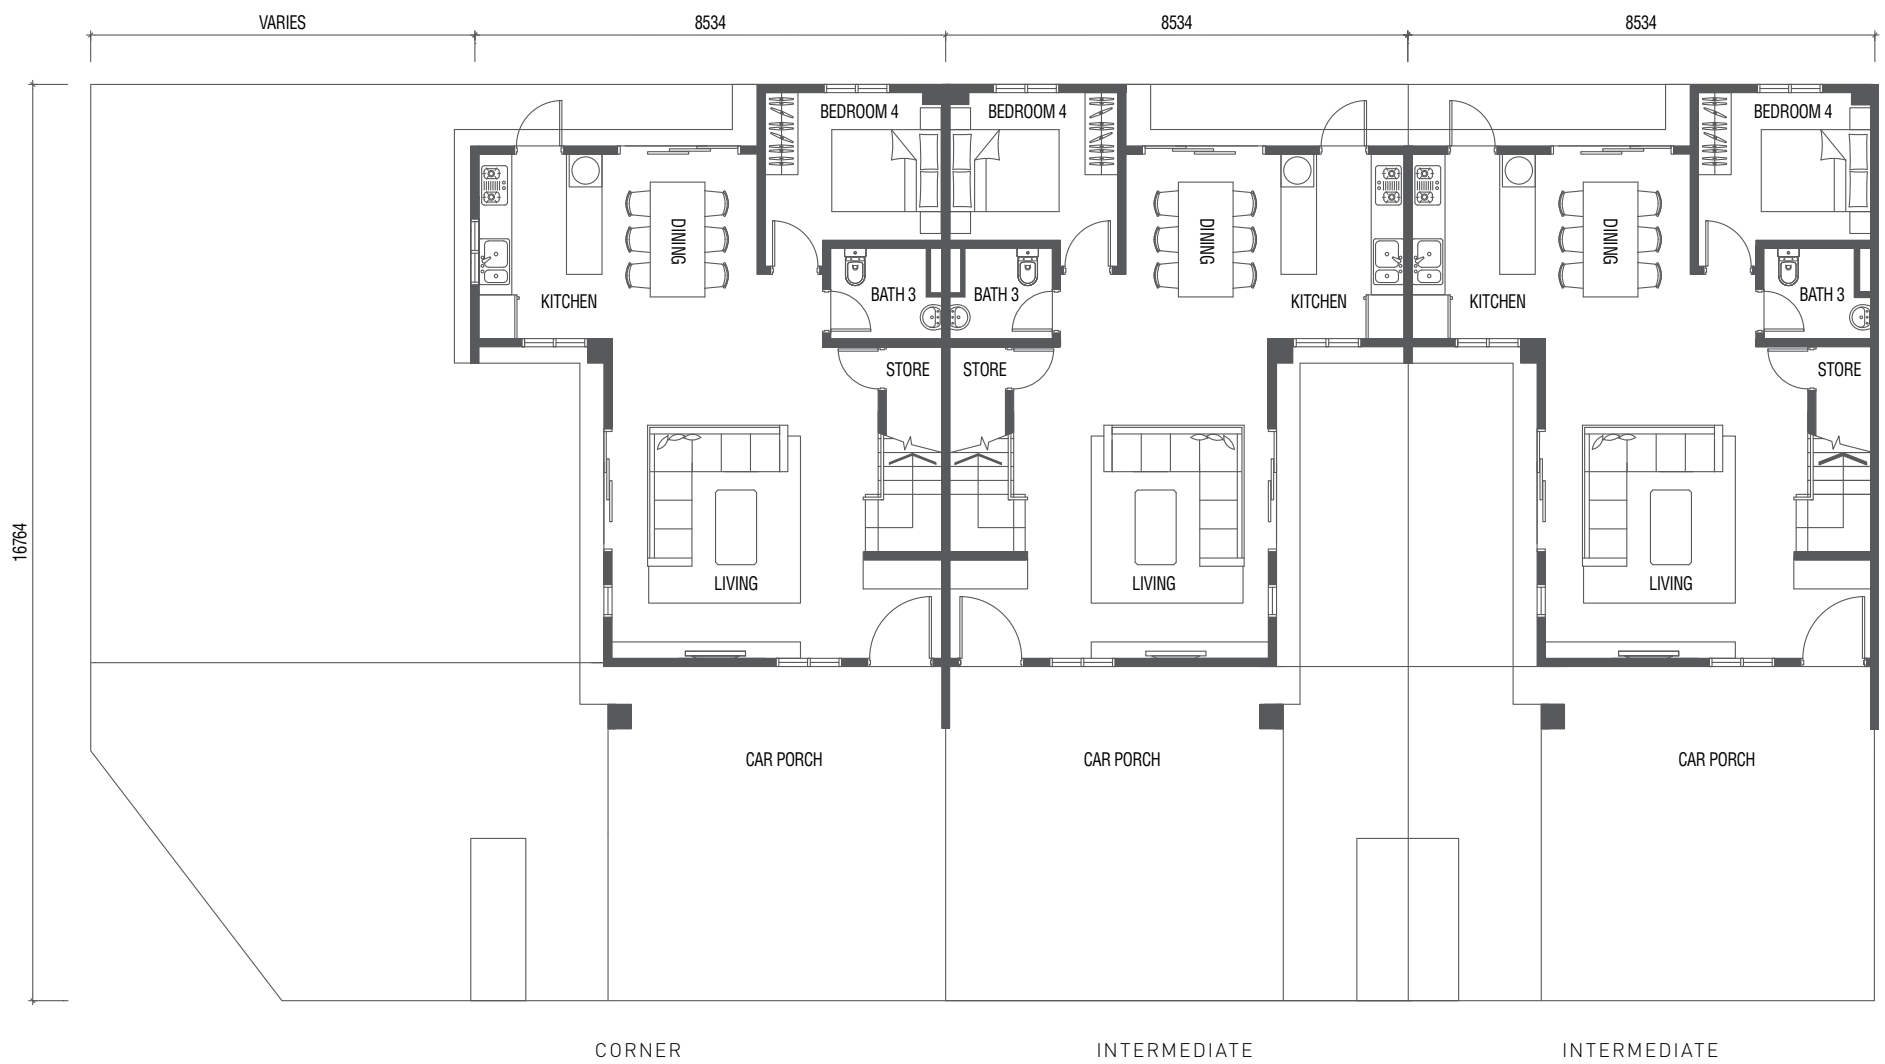 VARIES
8534
8534
8534
BEDROOM 4
BEDROOM 4
BEDROOM 4
DINING
DINING
DINING
BATH 3
BATH 3
BATH 3
KITCHEN
KITCHEN
KITCHEN
STORE
STORE
STORE
16764
LIVING
LIVING
LIVING
CAR PORCH
CAR PORCH
CAR PORCH
CORNER
INTERMEDIATE
INTERMEDIATE